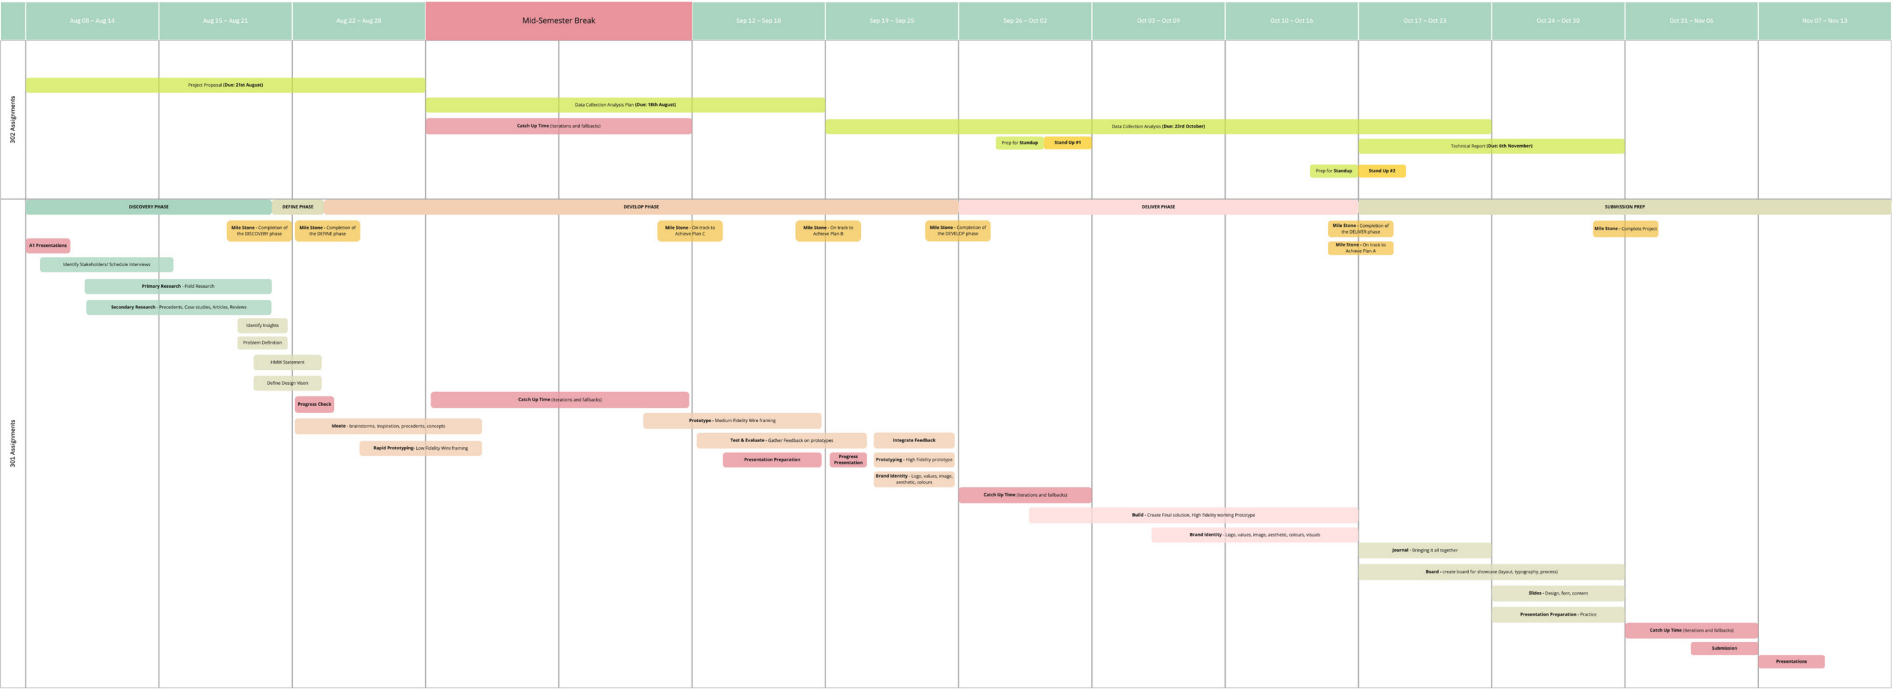 Aug 08 – Aug 14
Aug 15 – Aug 21
Aug 22 – Aug 28
Mid-Semester Break
Sep 12 – Sep 18
Sep 19 – Sep 25
Sep 26 – Oct 02
Oct 03 – Oct 09
Oct 10 – Oct 16
Oct 17 – Oct 23
Oct 24 – Oct 30
Oct 31 – Nov 06
Nov 07 – Nov 13
302 Assignments
Project Proposal (Due: 21st August)
Data Collection Analysis Plan (Due: 18th August)
Catch Up Time (Iterations and fallbacks)
Data Collection Analysis (Due: 23rd October)
Prep for Standup
Stand Up #1
Technical Report (Due: 6th November)
Prep for Standup
Stand Up #2
301 Assignments
DISCOVERY PHASE
DEFINE PHASE
DEVELOP PHASE
DELIVER PHASE
SUBMISSION PREP
Mile Stone - Completion of
the DISCOVERY phase
Mile Stone - Completion of
the DEFINE phase
Mile Stone - On track to
Achieve Plan C
Mile Stone - On track to
Achieve Plan B
Mile Stone - Completion of
the DEVELOP phase
Mile Stone - Completion of
the DELIVER phase
Mile Stone - On track to
Achieve Plan A
Mile Stone - Complete Project
A1 Presentations
Identify Stakeholders/ Schedule Interviews
Primary Research - Field Research
Secondary Research - Precedents, Case studies, Articles, Reviews
Identify Insights
Problem Definition
HMW Statement
Define Design Vison
Progress Check
Catch Up Time (Iterations and fallbacks)
Ideate - brainstorms, inspiration, precedents, concepts
Prototype - Medium Fidelity Wire framing
Rapid Prototyping- Low Fidelity Wire framing
Test & Evaluate - Gather Feedback on prototypes
Integrate Feedback
Presentation Preparation
Progress
Presentation
Prototyping - High Fidelity prototype
Brand Identity - Logo, values, image,
aesthetic, colours
Catch Up Time (Iterations and fallbacks)
Build - Create Final solution, High fidelity working Prototype
Brand Identity - Logo, values, image, aesthetic, colours, visuals
Journal - Bringing it all together
Board - create board for showcase (layout, typography, process)
Slides - Design, form, content
Presentation Preparation - Practice
Catch Up Time (Iterations and fallbacks)
Submission
Presentations